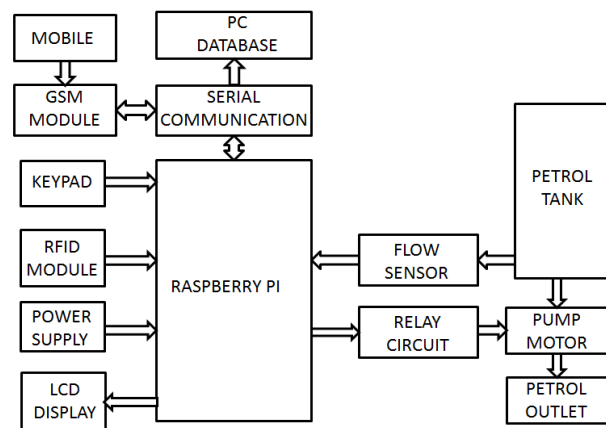 MOBILE
PC
DATABASE
GSM
MODULE
SERIAL
COMMUNICATION
KEYPAD
PETROL
TANK
RFID
MODULE
RASPBERRY PI
FLOW
SENSOR
POWER
SUPPLY
RELAY
CIRCUIT
PUMP
MOTOR
LCD
DISPLAY
PETROL
OUTLET